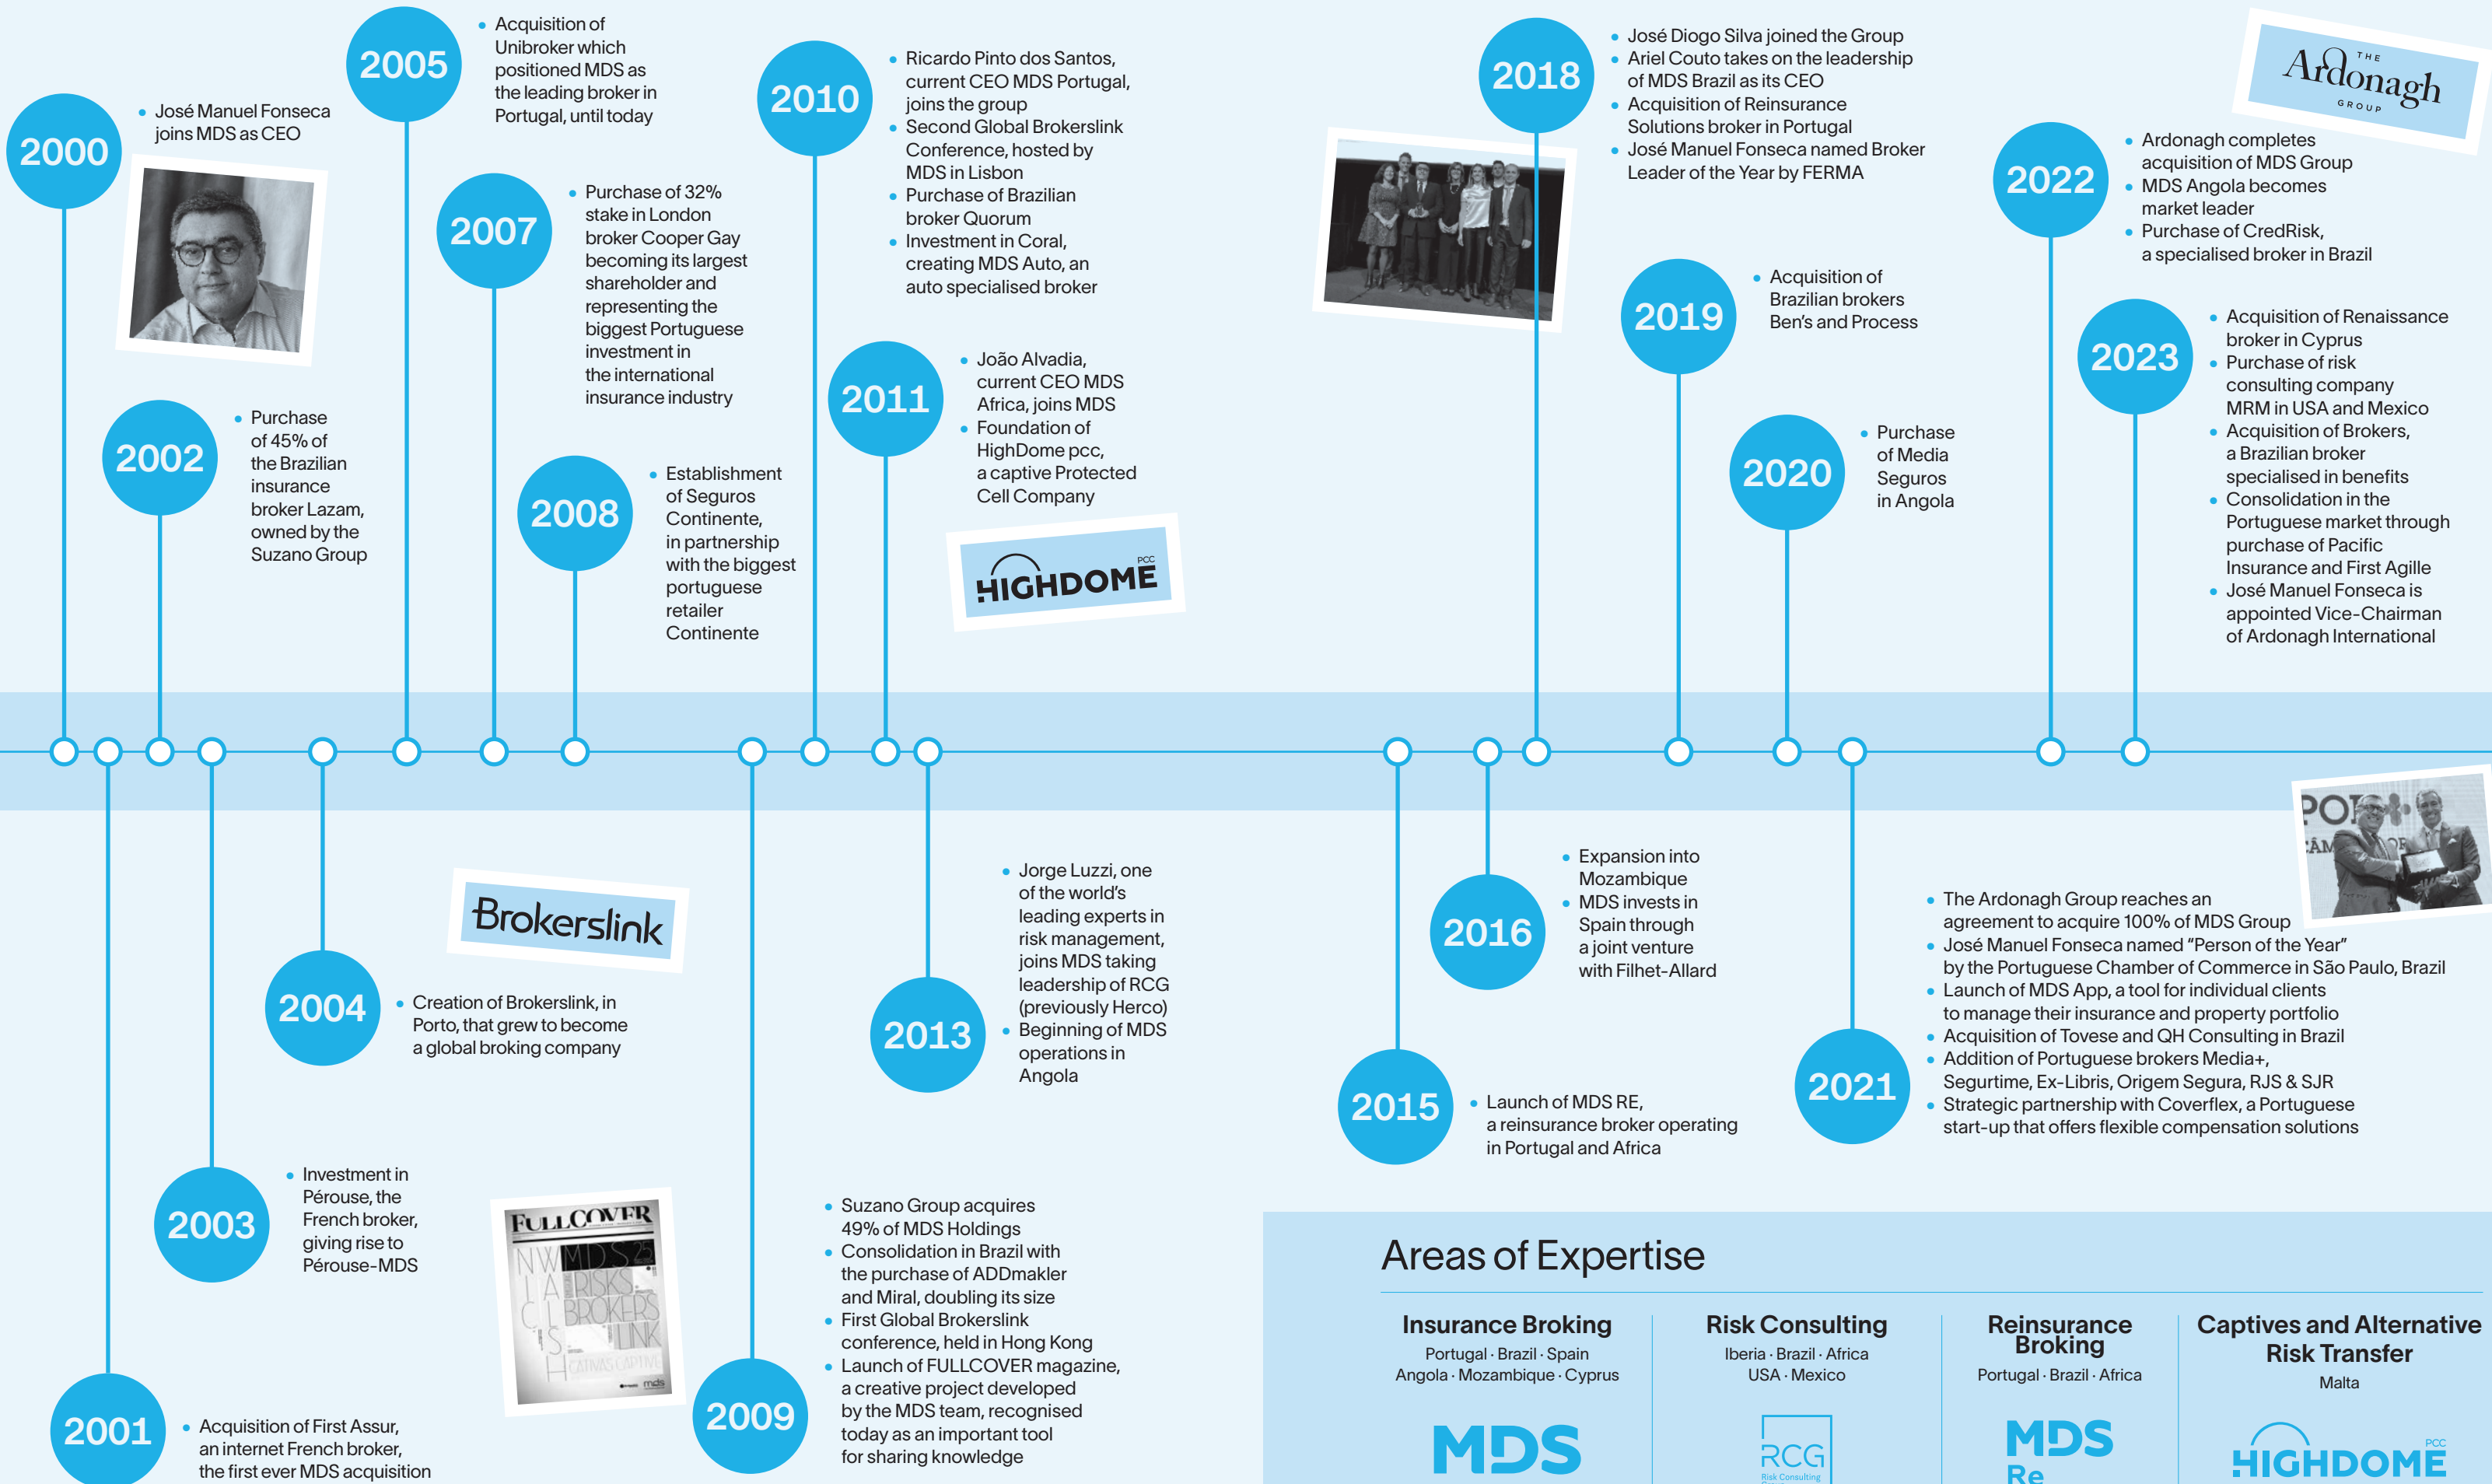 2000
José Manuel Fonseca
joins MDS as CEO
2005
Acquisition of
Unibroker which
positioned MDS as
the leading broker in
Portugal, until today
2002
Purchase
of 45% of
the Brazilian
insurance
broker Lazam,
owned by the
Suzano Group
2007
Purchase of 32%
stake in London
broker Cooper Gay
becoming its largest
shareholder and
representing the
biggest Portuguese
investment in
the international
insurance industry
2008
Establishment
of Seguros
Continente,
in partnership
with the biggest
portuguese
retailer
Continente
2010
Ricardo Pinto dos Santos,
current CEO MDS Portugal,
joins the group
Second Global Brokerslink
Conference, hosted by
MDS in Lisbon
Purchase of Brazilian
broker Quorum
Investment in Coral,
creating MDS Auto, an
auto specialised broker
2011
João Alvadia,
current CEO MDS
Africa, joins MDS
Foundation of
HighDome pcc,
a captive Protected
Cell Company
HIGHDOME PCC
2018
José Diogo Silva joined the Group
Ariel Couto takes on the leadership
of MDS Brazil as its CEO
Acquisition of Reinsurance
Solutions broker in Portugal
José Manuel Fonseca named Broker
Leader of the Year by FERMA
2019
Acquisition of
Brazilian brokers
Ben's and Process
2020
Purchase
of Media
Seguros
in Angola
THE
Ardonagh
GROUP
2022
Ardonagh completes
acquisition of MDS Group
MDS Angola becomes
market leader
Purchase of CredRisk,
a specialised broker in Brazil
2023
Acquisition of Renaissance
broker in Cyprus
Purchase of risk
consulting company
MRM in USA and Mexico
Acquisition of Brokers,
a Brazilian broker
specialised in benefits
Consolidation in the
Portuguese market through
purchase of Pacific
Insurance and First Agille
José Manuel Fonseca is
appointed Vice-Chairman
of Ardonagh International
2001
Acquisition of First Assur,
an internet French broker,
the first ever MDS acquisition
2003
Investment in
Pérouse, the
French broker,
giving rise to
Pérouse-MDS
Brokerslink
2004
Creation of Brokerslink, in
Porto, that grew to become
a global broking company
FULLCOVER
MDS 25
RISKS
BROKERS
LINK
CATIVAS CAPTIVE
mds
2009
Suzano Group acquires
49% of MDS Holdings
Consolidation in Brazil with
the purchase of ADDmakler
and Miral, doubling its size
First Global Brokerslink
conference, held in Hong Kong
Launch of FULLCOVER magazine,
a creative project developed
by the MDS team, recognised
today as an important tool
for sharing knowledge
2013
Jorge Luzzi, one
of the world's
leading experts in
risk management,
joins MDS taking
leadership of RCG
(previously Herco)
Beginning of MDS
operations in
Angola
2015
Launch of MDS RE,
a reinsurance broker operating
in Portugal and Africa
2016
Expansion into
Mozambique
MDS invests in
Spain through
a joint venture
with Filhet-Allard
2021
The Ardonagh Group reaches an
agreement to acquire 100% of MDS Group
José Manuel Fonseca named “Person of the Year”
by the Portuguese Chamber of Commerce in São Paulo, Brazil
Launch of MDS App, a tool for individual clients
to manage their insurance and property portfolio
Acquisition of Tovese and QH Consulting in Brazil
Addition of Portuguese brokers Media+,
Segurtime, Ex-Libris, Origem Segura, RJS & SJR
Strategic partnership with Coverflex, a Portuguese
start-up that offers flexible compensation solutions
Areas of Expertise
Insurance Broking
Portugal · Brazil · Spain
Angola · Mozambique · Cyprus
MDS
Risk Consulting
Iberia · Brazil · Africa
USA · Mexico
RCG
Risk Consulting
Reinsurance
Broking
Portugal · Brazil · Africa
MDS
Re
Captives and Alternative
Risk Transfer
Malta
HIGHDOME PCC